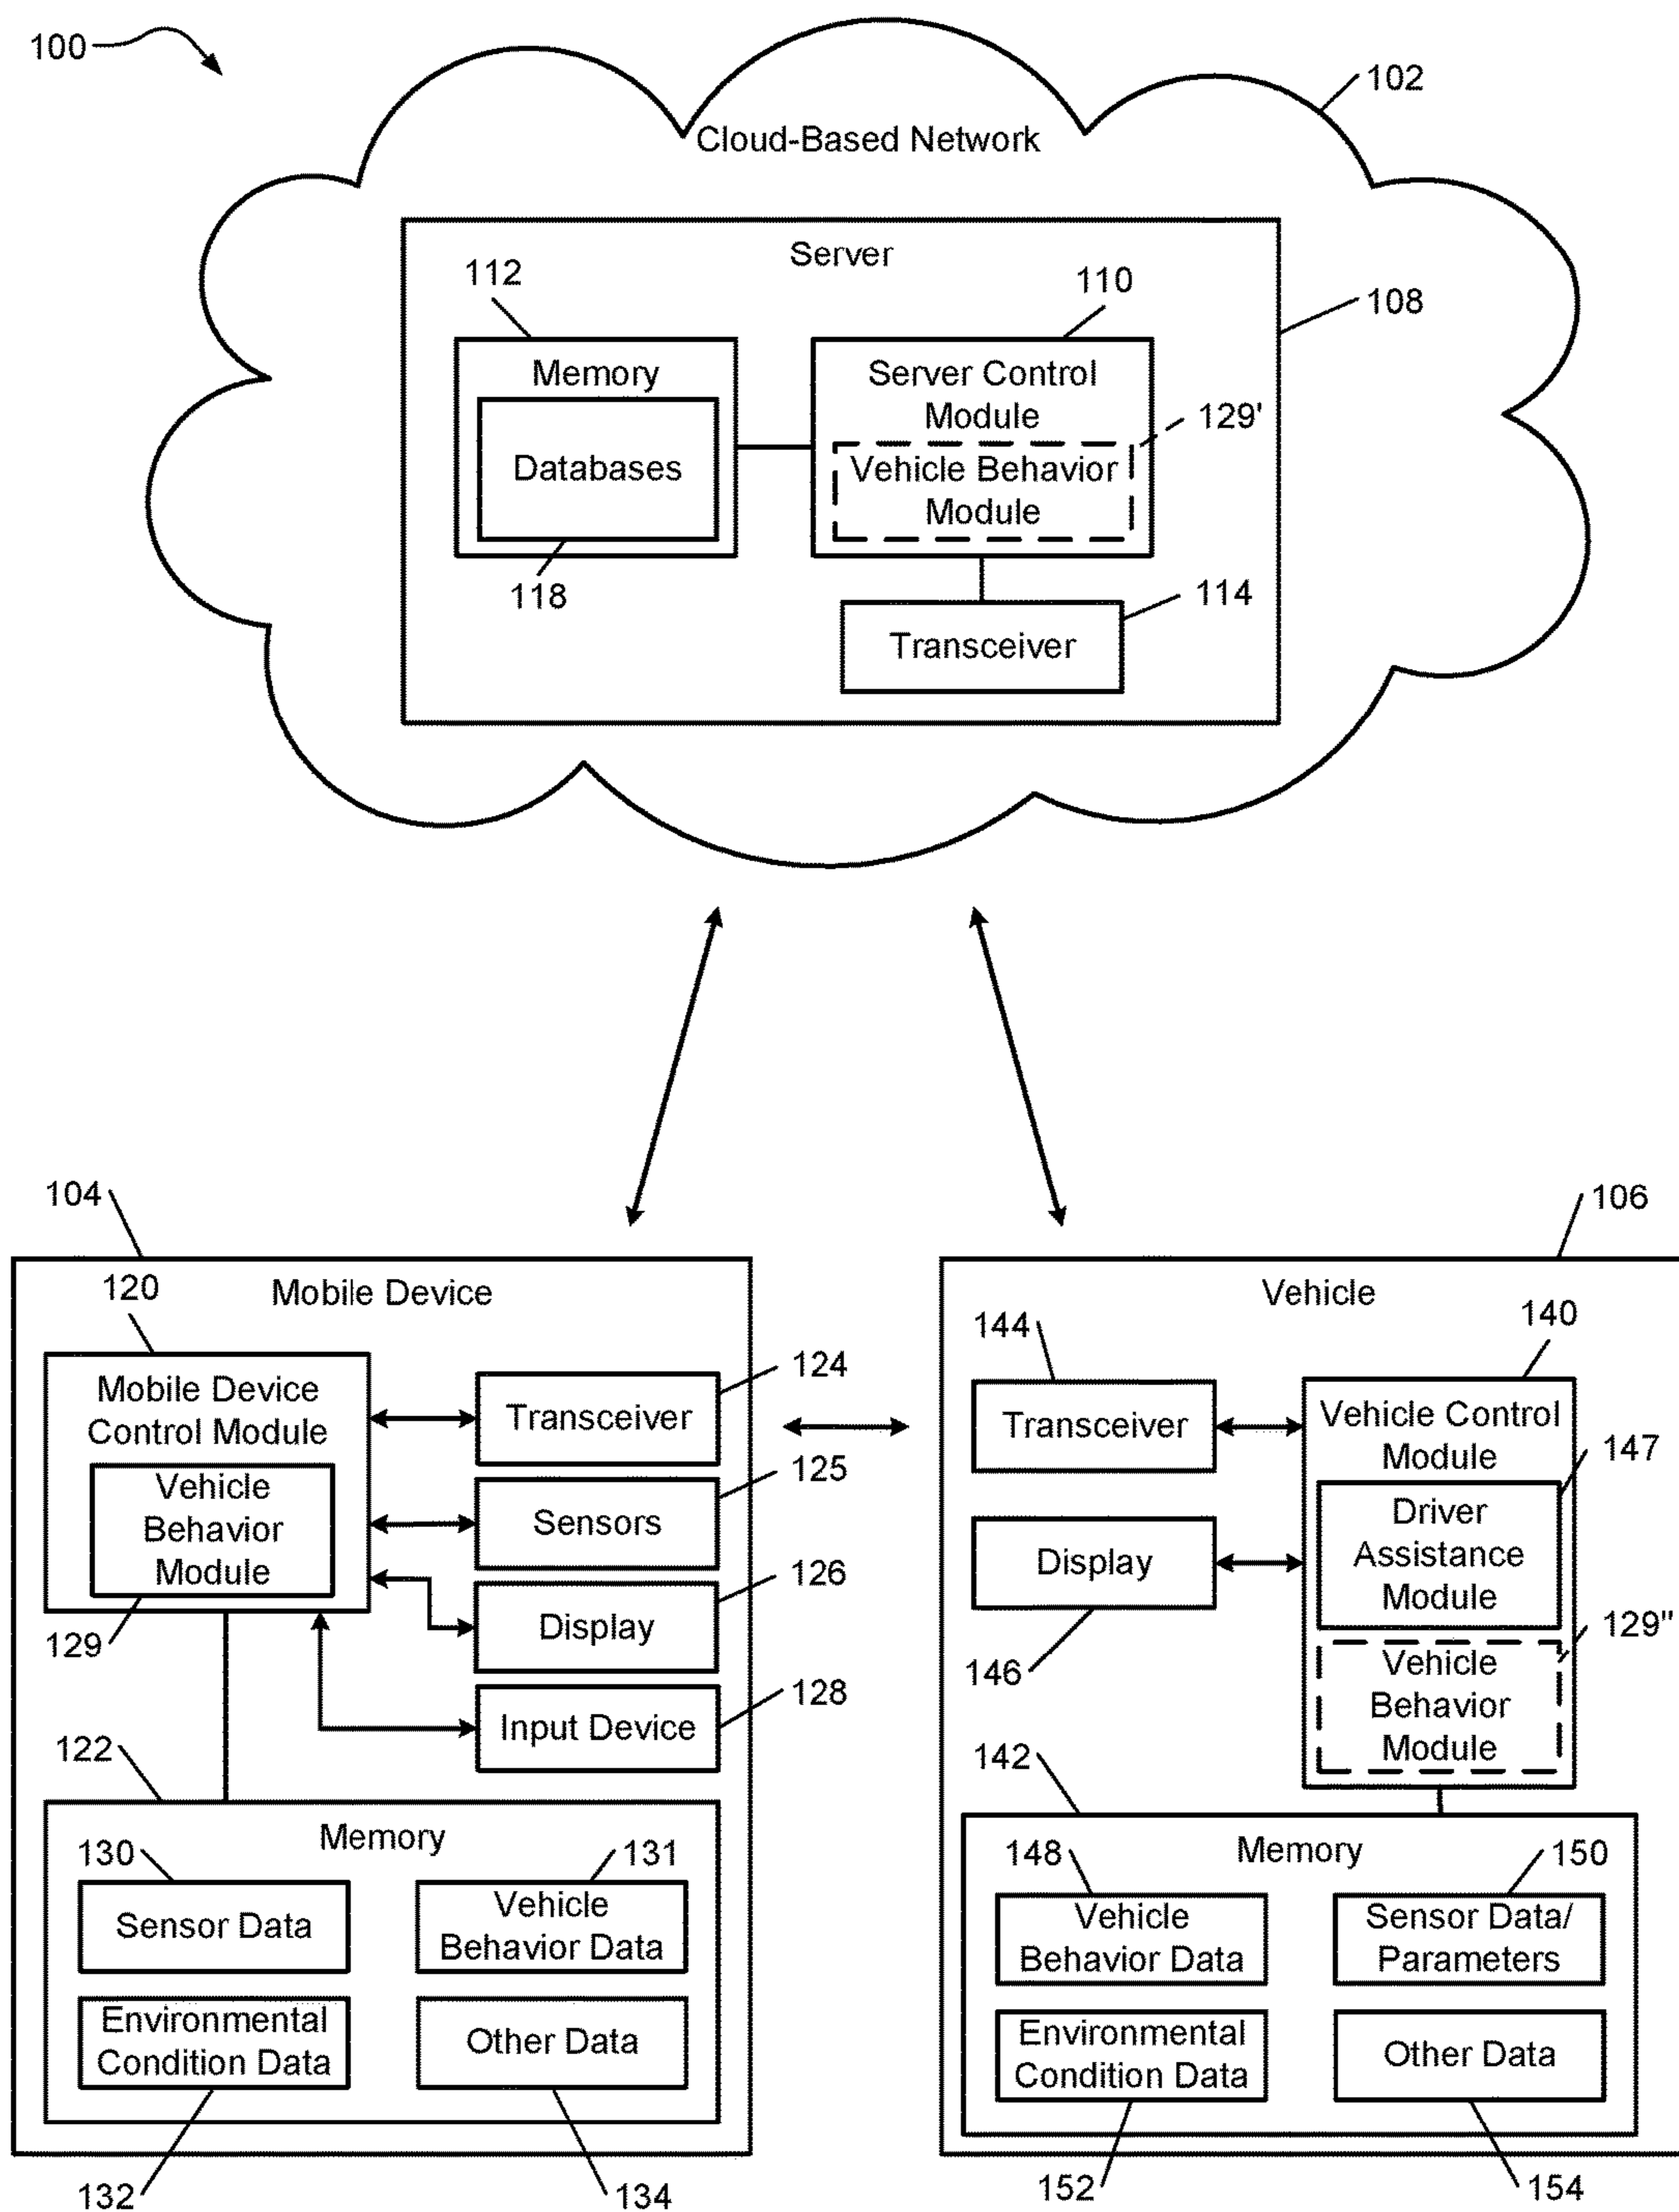 100
102
Cloud-Based Network
Server
112
110
108
Memory
Server Control
Module
129'
Databases
Vehicle Behavior
Module
118
114
Transceiver
104
106
Mobile Device
Vehicle
120
140
144
124
Mobile Device
Control Module
Transceiver
Transceiver
Vehicle Control
Module
147
125
Vehicle
Behavior
Module
Sensors
Display
Driver
Assistance
Module
126
129
Display
146
129"
128
Vehicle
Behavior
Module
Input Device
122
142
Memory
Memory
130
131
148
150
Sensor Data
Vehicle
Behavior Data
Vehicle
Behavior Data
Sensor Data/
Parameters
Environmental
Condition Data
Other Data
Environmental
Condition Data
Other Data
132
134
152
154